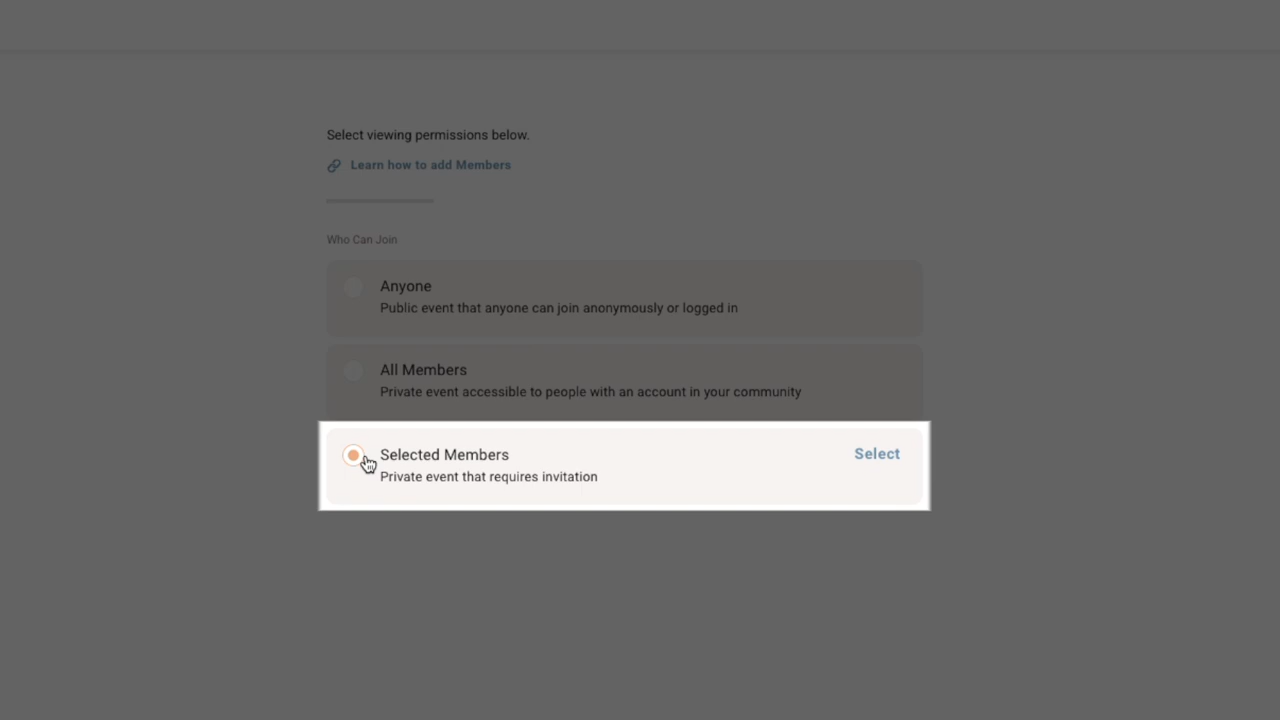 Select viewing permissions below.
Learn how to add Members
Who Can Join
Anyone
Public event that anyone can join anonymously or logged in
All Members
Private event accessible to people with an account in your community
Selected Members
Select
Private event that requires invitation